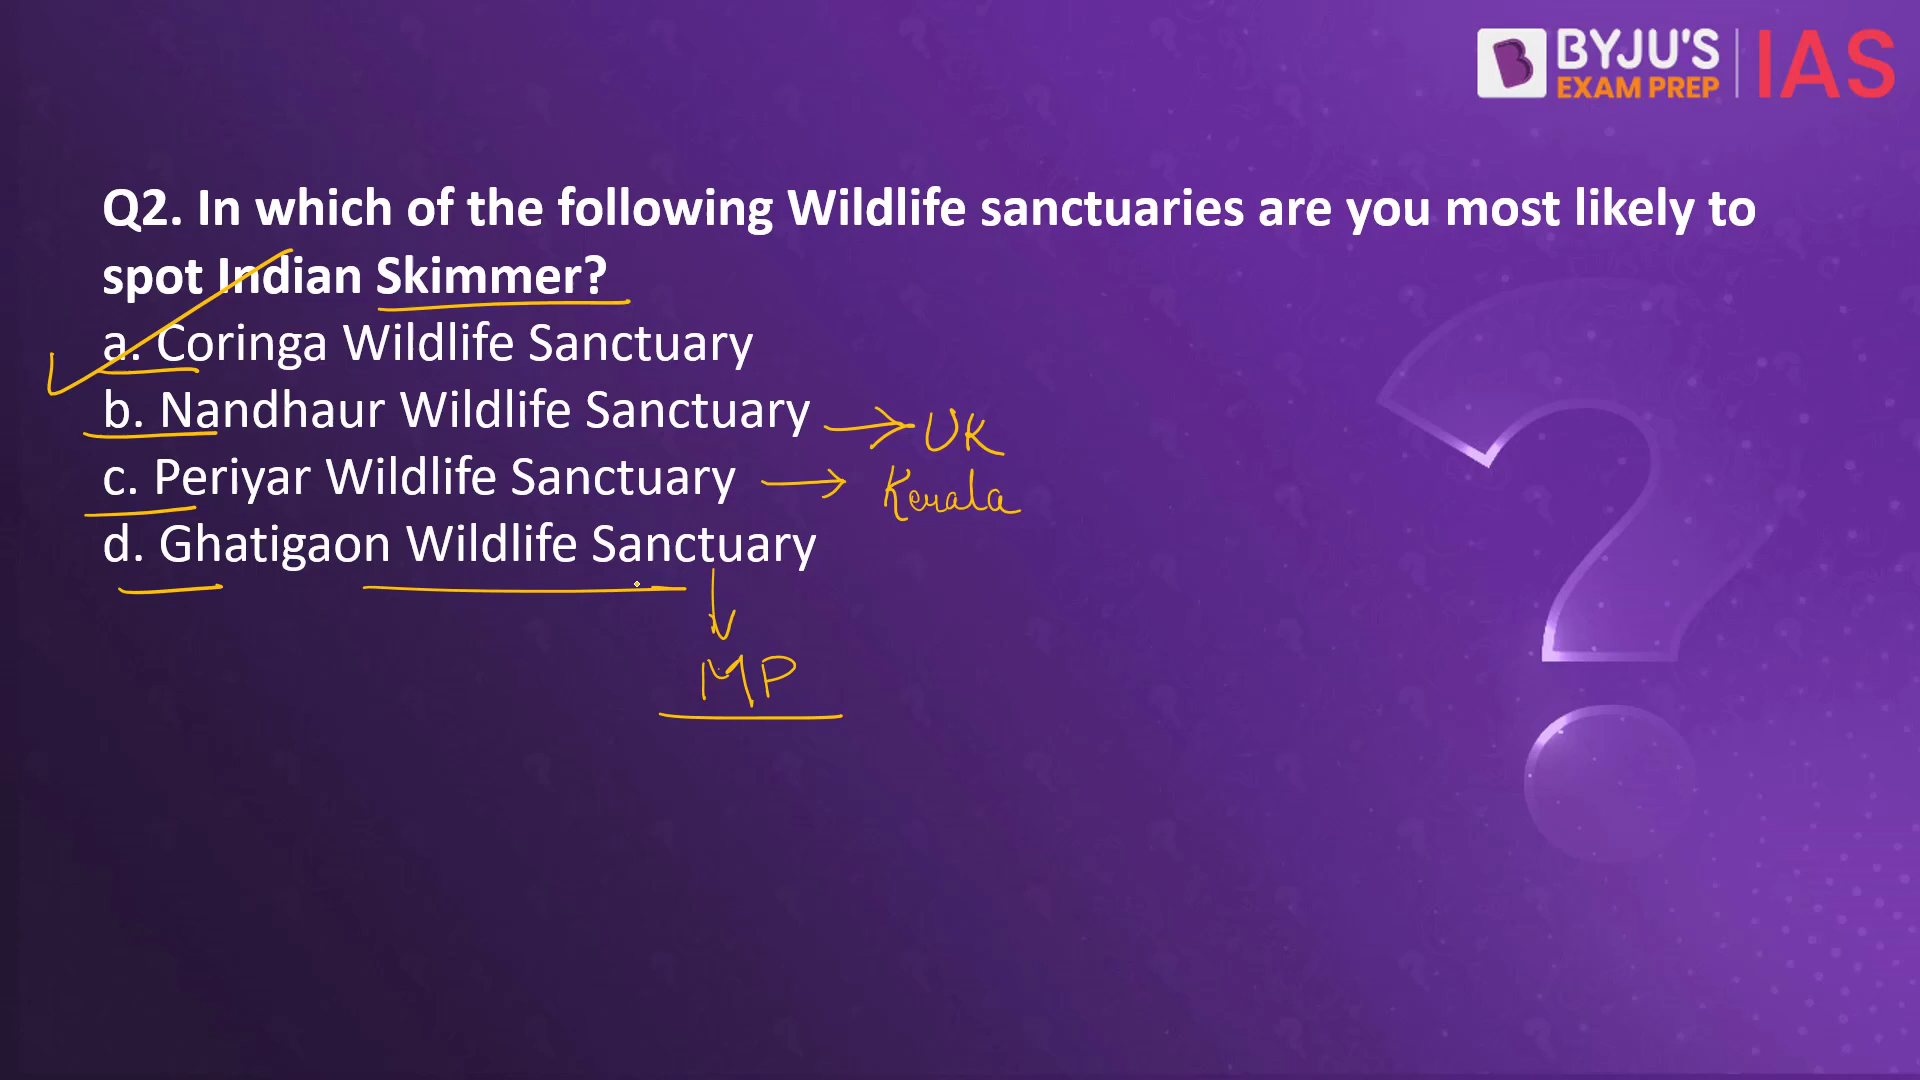 BYJU'S
EXAM PREP
IAS
Q2. In which of the following Wildlife sanctuaries are you most likely to
spot Indian Skimmer?
a. Coringa Wildlife Sanctuary
b. Nandhaur Wildlife Sanctuary
UK
c. Periyar Wildlife Sanctuary
Kerala
d. Ghatigaon Wildlife Sanctuary
MP